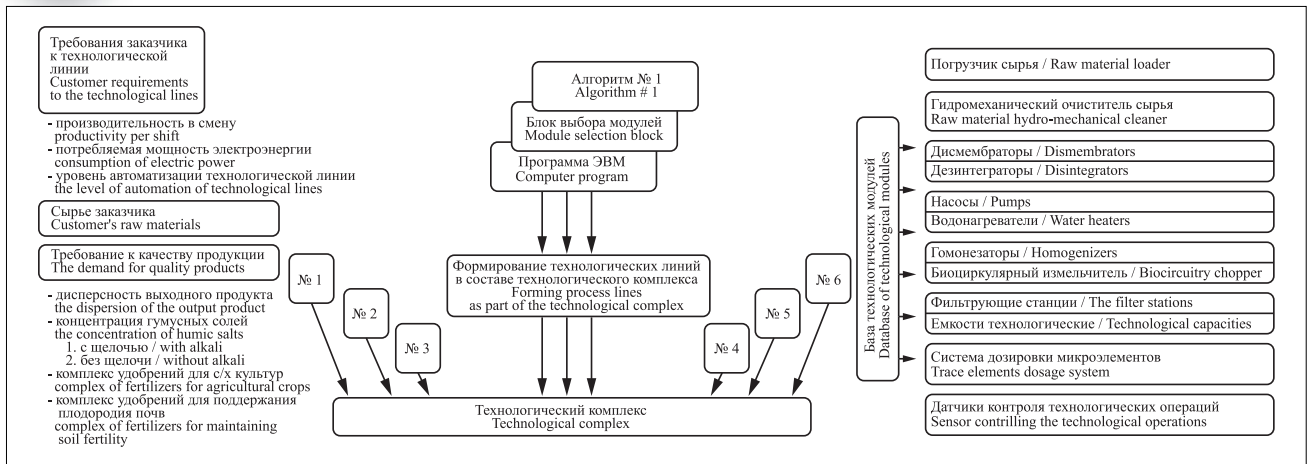 Требования заказчика
к технологической
линии
Customer requirements
to the technological lines
- производительность в смену
productivity per shift
- потребляемая мощность электроэнергии
consumption of electric power
- уровень автоматизации технологической линии
the level of automation of technological lines
Сырье заказчика
Customer's raw materials
Требование к качеству продукции
The demand for quality products
- дисперсность выходного продукта
the dispersion of the output product
- концентрация гумусных солей
the concentration of humic salts
1. с щелочью / with alkali
2. без щелочи / without alkali
- комплекс удобрений для с/х культур
complex of fertilizers for agricultural crops
- комплекс удобрений для поддержания
плодородия почв
complex of fertilizers for maintaining
soil fertility
Алгоритм № 1
Algorithm # 1
Блок выбора модулей
Module selection block
Программа ЭВМ
Computer program
Формирование технологических линий
в составе технологического комплекса
Forming process lines
as part of the technological complex
№ 1
№ 2
№ 3
№ 4
№ 5
№ 6
Технологический комплекс
Technological complex
База технологических модулей
Database of technological modules
Погрузчик сырья / Raw material loader
Гидромеханический очиститель сырья
Raw material hydro-mechanical cleaner
Дисмембраторы / Dismembrators
Дезинтеграторы / Disintegrators
Насосы / Pumps
Водонагреватели / Water heaters
Гомонезаторы / Homogenizers
Биоциркулярный измельчитель / Biocircuitry chopper
Фильтрующие станции / The filter stations
Емкости технологические / Technological capacities
Система дозировки микроэлементов
Trace elements dosage system
Датчики контроля технологических операций
Sensor contrilling the technological operations